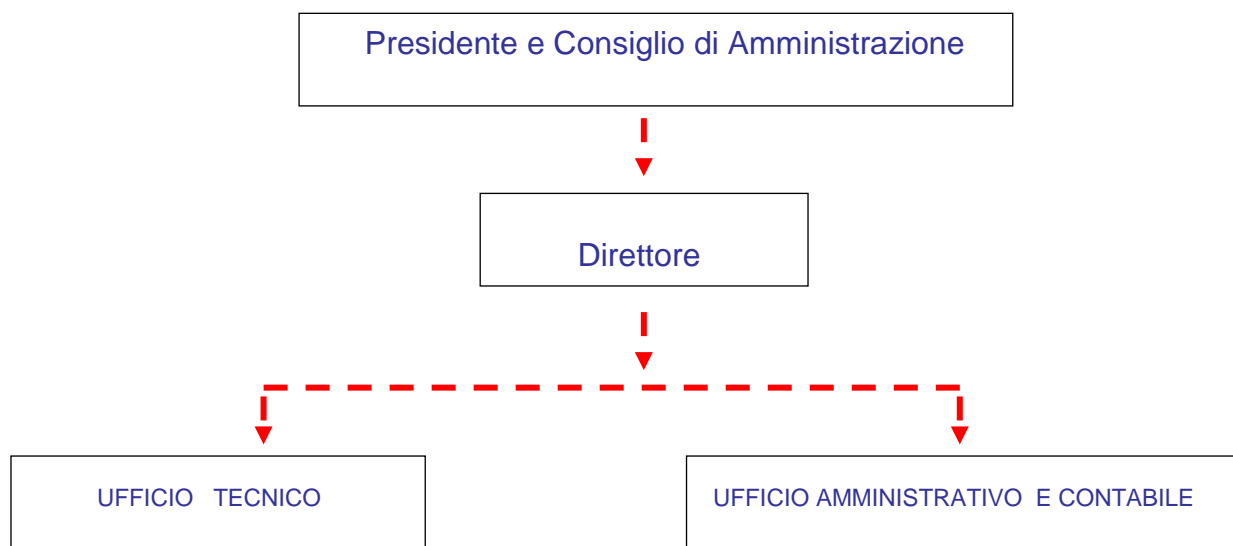 Presidente e Consiglio di Amministrazione
Direttore
UFFICIO TECNICO
UFFICIO AMMINISTRATIVO E CONTABILE